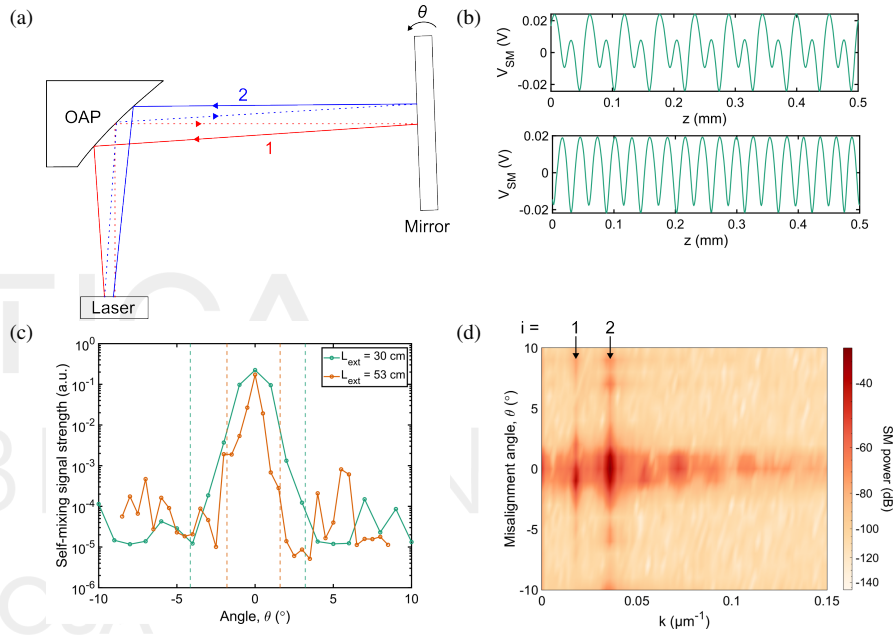 (a)
θ
OAP
2
1
Mirror
Laser
(b)
V_SM (V)
0.02
0
-0.02
0 0.1 0.2 0.3 0.4 0.5
z (mm)
V_SM (V)
0.02
0
-0.02
0 0.1 0.2 0.3 0.4 0.5
z (mm)
(c)
Self-mixing signal strength (a.u.)
10^0
10^-1
10^-2
10^-3
10^-4
10^-5
10^-6
L_ext = 30 cm
L_ext = 53 cm
-10 -5 0 5 10
Angle, θ (°)
(d)
i = 1 2
Misalignment angle, θ (°)
10
5
0
-5
-10
0 0.05 0.1 0.15
k (μm^-1)
-40
-60
-80
-100
-120
-140
SM power (dB)